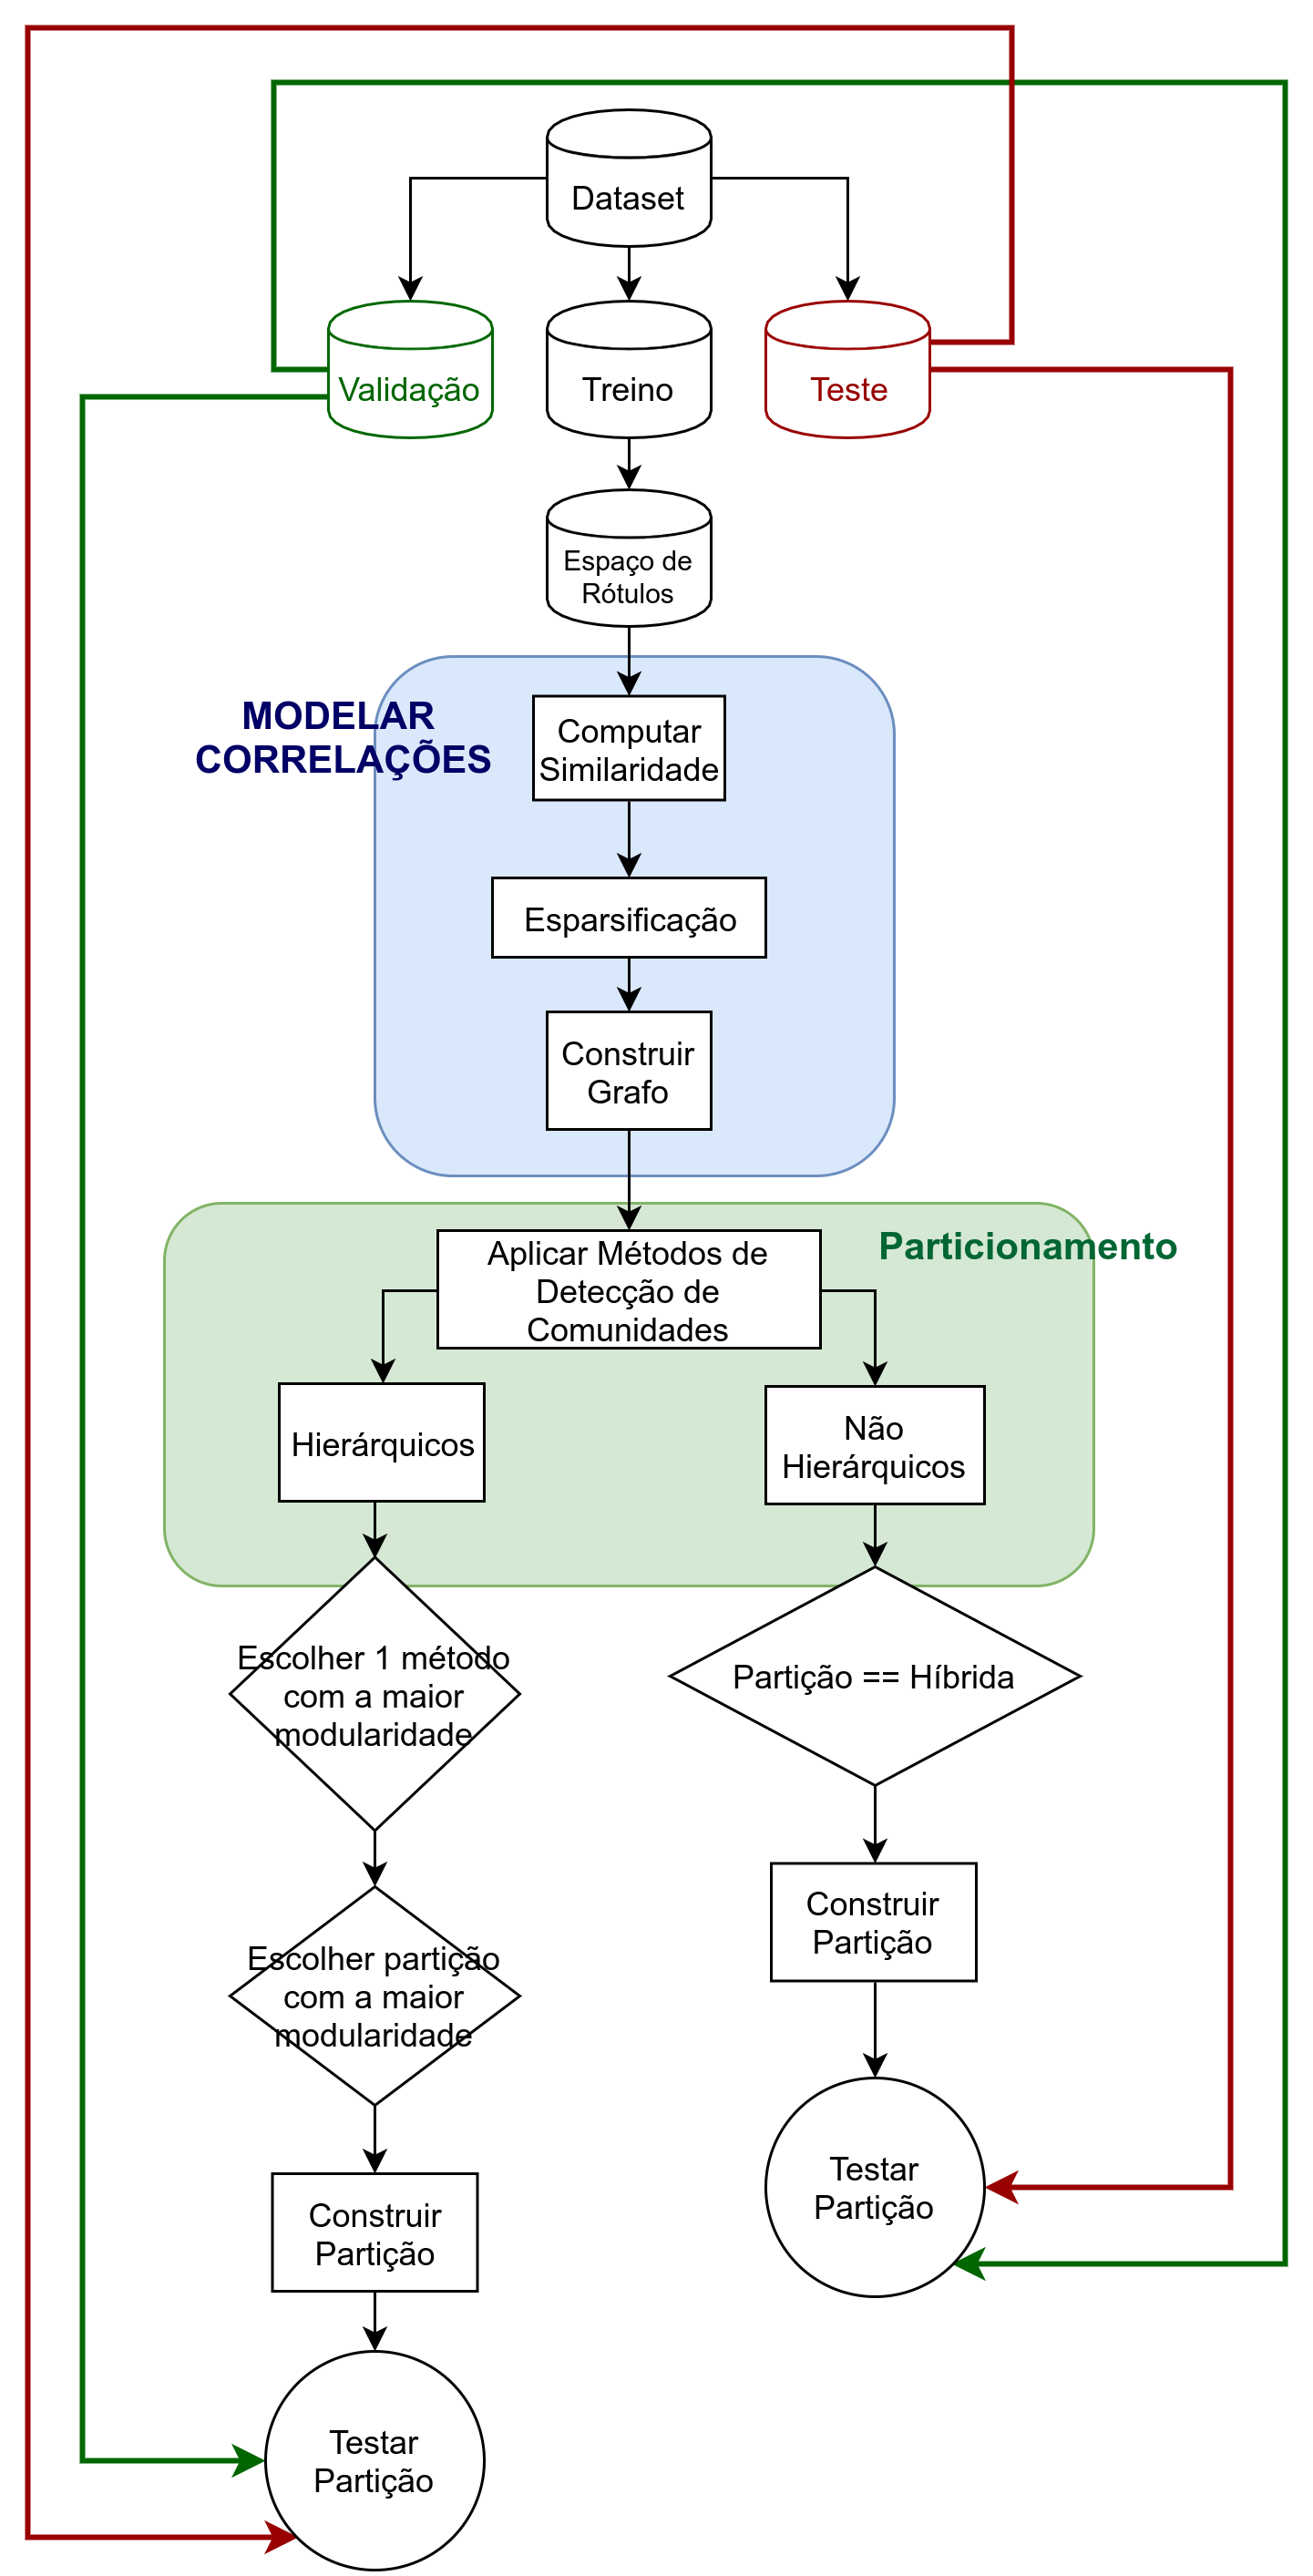 Dataset
Validação
Treino
Teste
Espaço de
Rótulos
MODELAR
CORRELAÇÕES
Computar
Similaridade
Esparsificação
Construir
Grafo
Particionamento
Aplicar Métodos de
Detecção de
Comunidades
Hierárquicos
Não
Hierárquicos
Escolher 1 método
com a maior
modularidade
Partição == Híbrida
Escolher partição
com a maior
modularidade
Construir
Partição
Testar
Partição
Construir
Partição
Testar
Partição